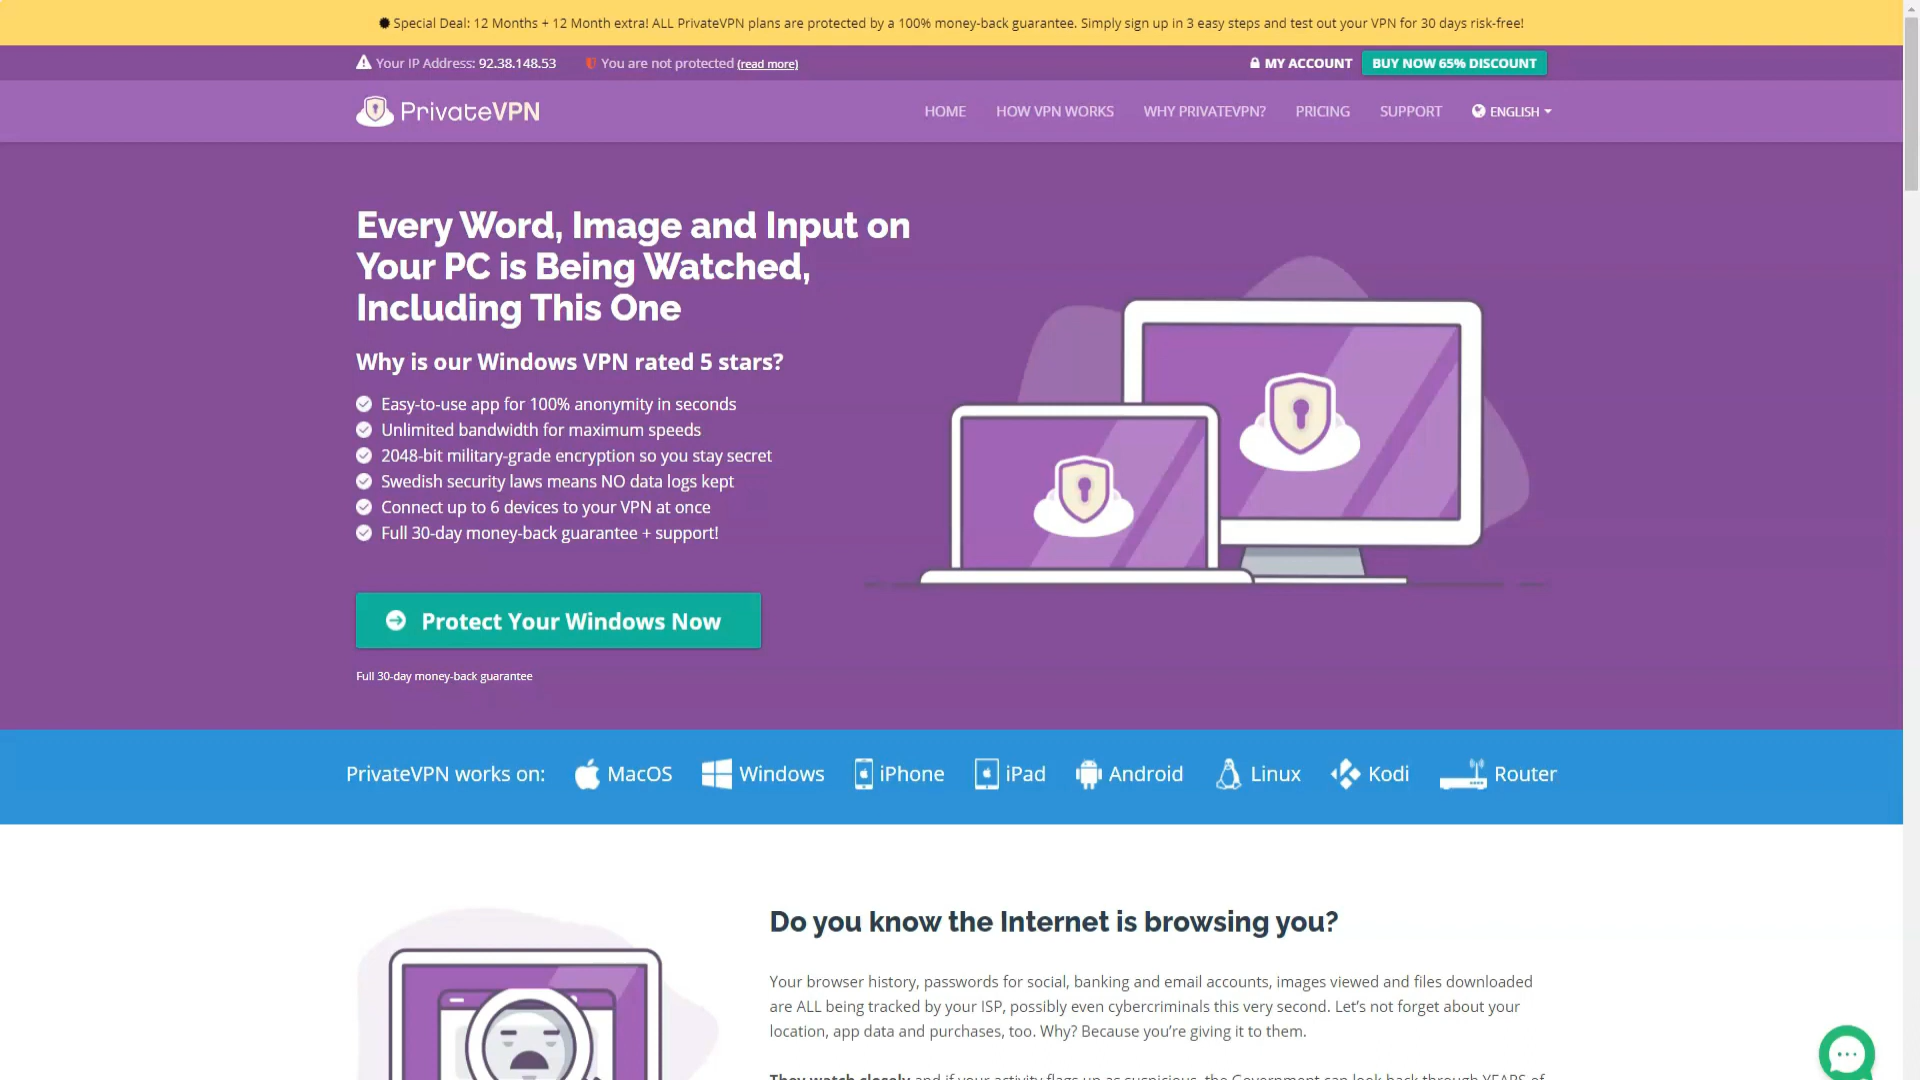 Special Deal: 12 Months + 12 Month extra! ALL PrivateVPN plans are protected by a 100% money-back guarantee. Simply sign up in 3 easy steps and test out your VPN for 30 days risk-free!
Your IP Address: 92.38.148.53 You are not protected (read more) MY ACCOUNT BUY NOW 65% DISCOUNT
PrivateVPN HOME HOW VPN WORKS WHY PRIVATEVPN? PRICING SUPPORT ENGLISH
Every Word, Image and Input on
Your PC is Being Watched,
Including This One
Why is our Windows VPN rated 5 stars?
Easy-to-use app for 100% anonymity in seconds
Unlimited bandwidth for maximum speeds
2048-bit military-grade encryption so you stay secret
Swedish security laws means NO data logs kept
Connect up to 6 devices to your VPN at once
Full 30-day money-back guarantee + support!
Protect Your Windows Now
Full 30-day money-back guarantee
PrivateVPN works on: MacOS Windows iPhone iPad Android Linux Kodi Router
Do you know the Internet is browsing you?
Your browser history, passwords for social, banking and email accounts, images viewed and files downloaded
are ALL being tracked by your ISP, possibly even cybercriminals this very second. Let's not forget about your
location, app data and purchases, too. Why? Because you're giving it to them.
They watch closely and if your activity flags up as suspicious, the Government can look back through YEARS of